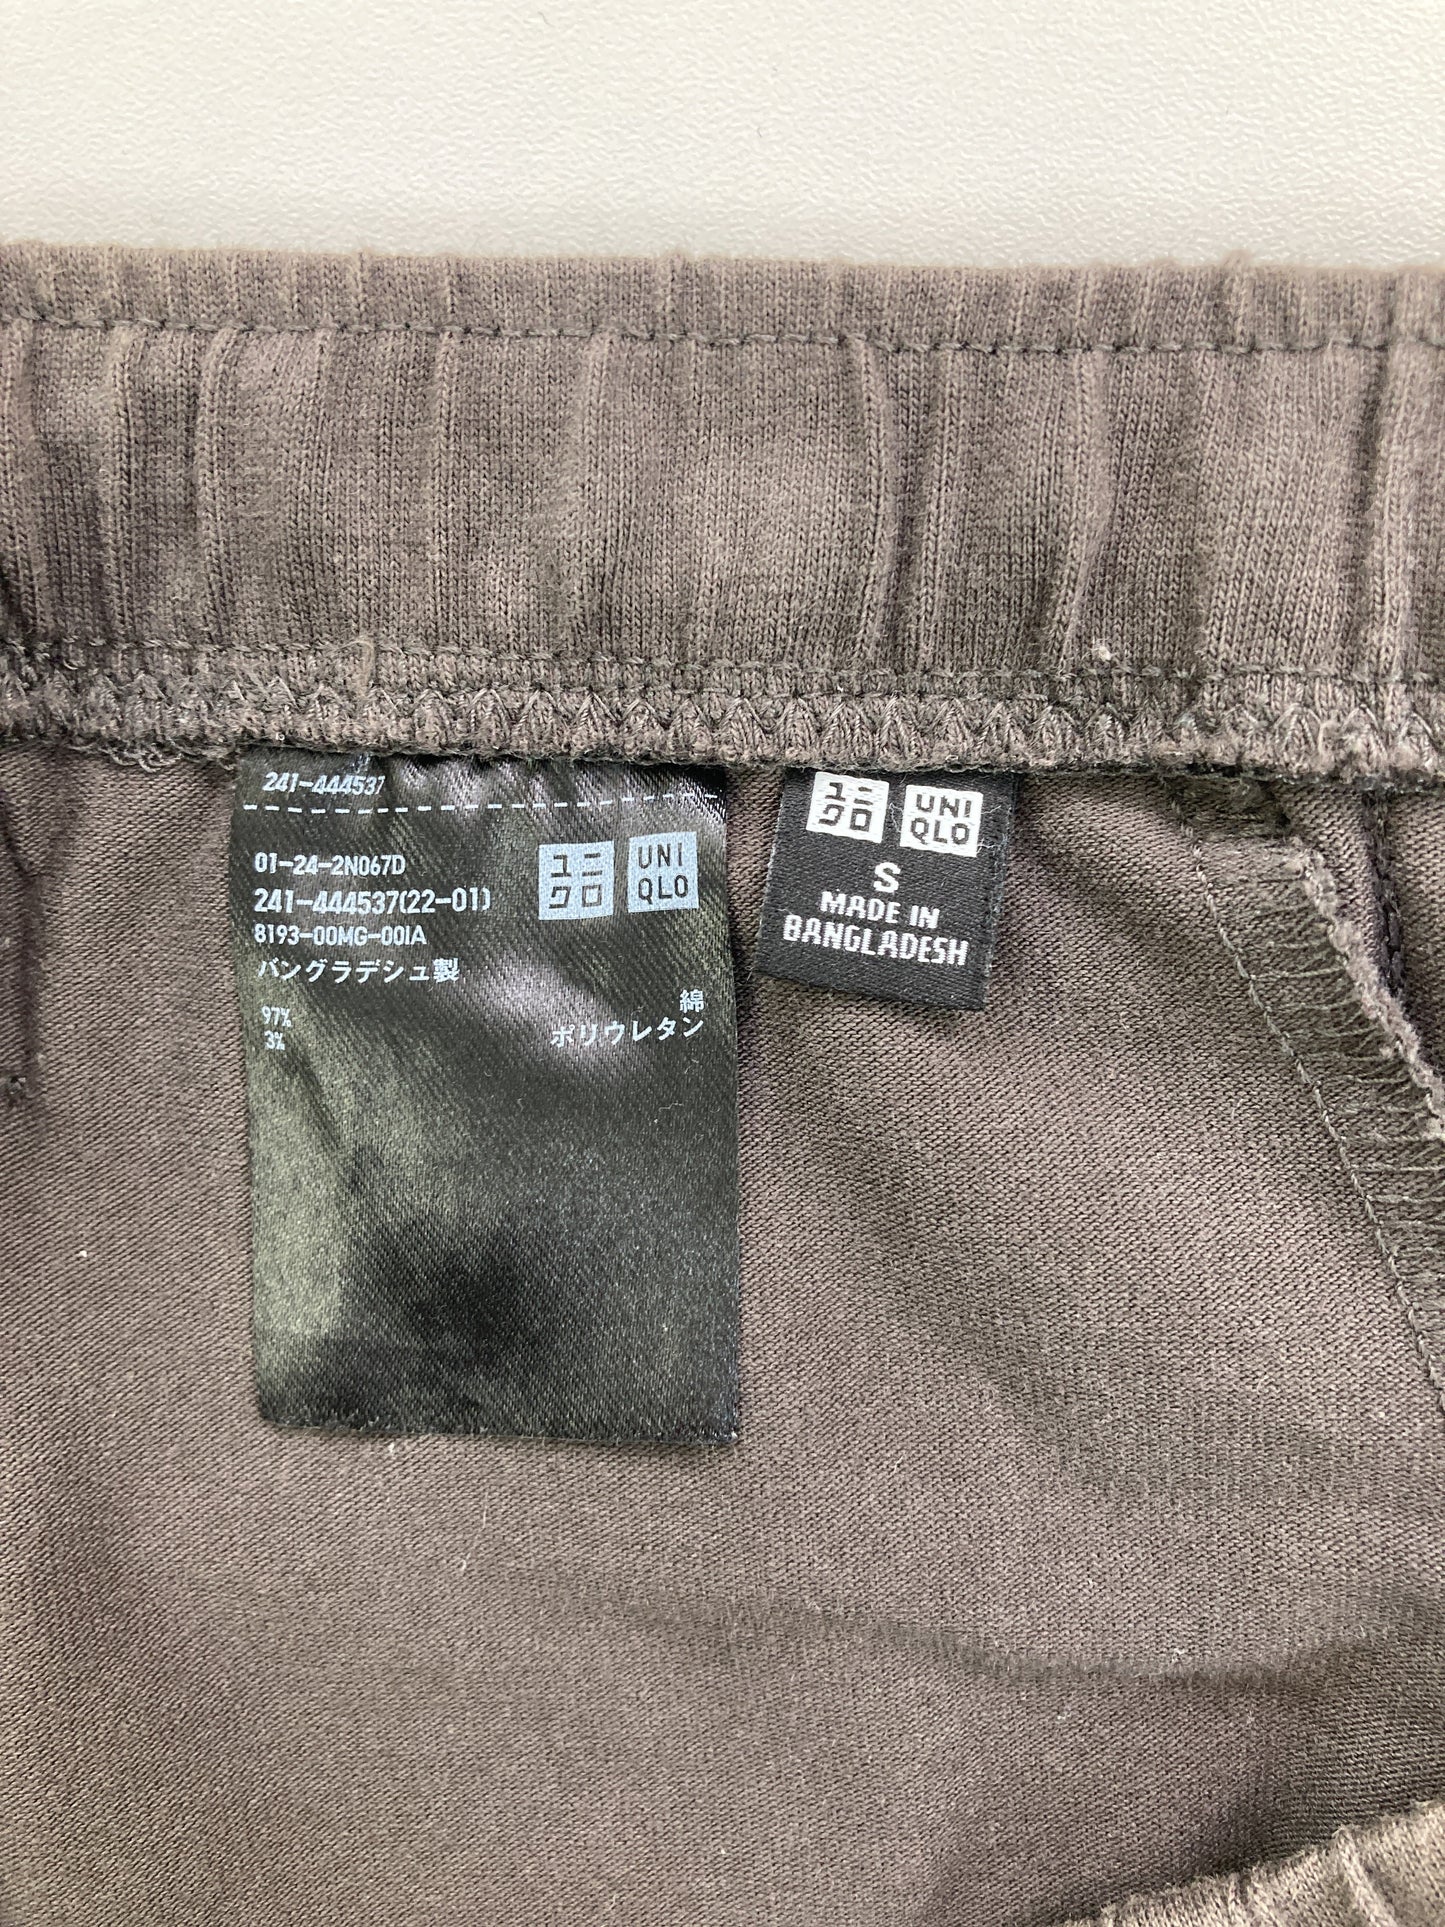 241-444537
01-24-2N067D
241-444537(22-01)
8193-00MG-00IA
バングラデシュ製
97% 綿
3% ポリウレタン
ユニ
クロ
UNI
QLO
ユニ
クロ
UNI
QLO
S
MADE IN
BANGLADESH